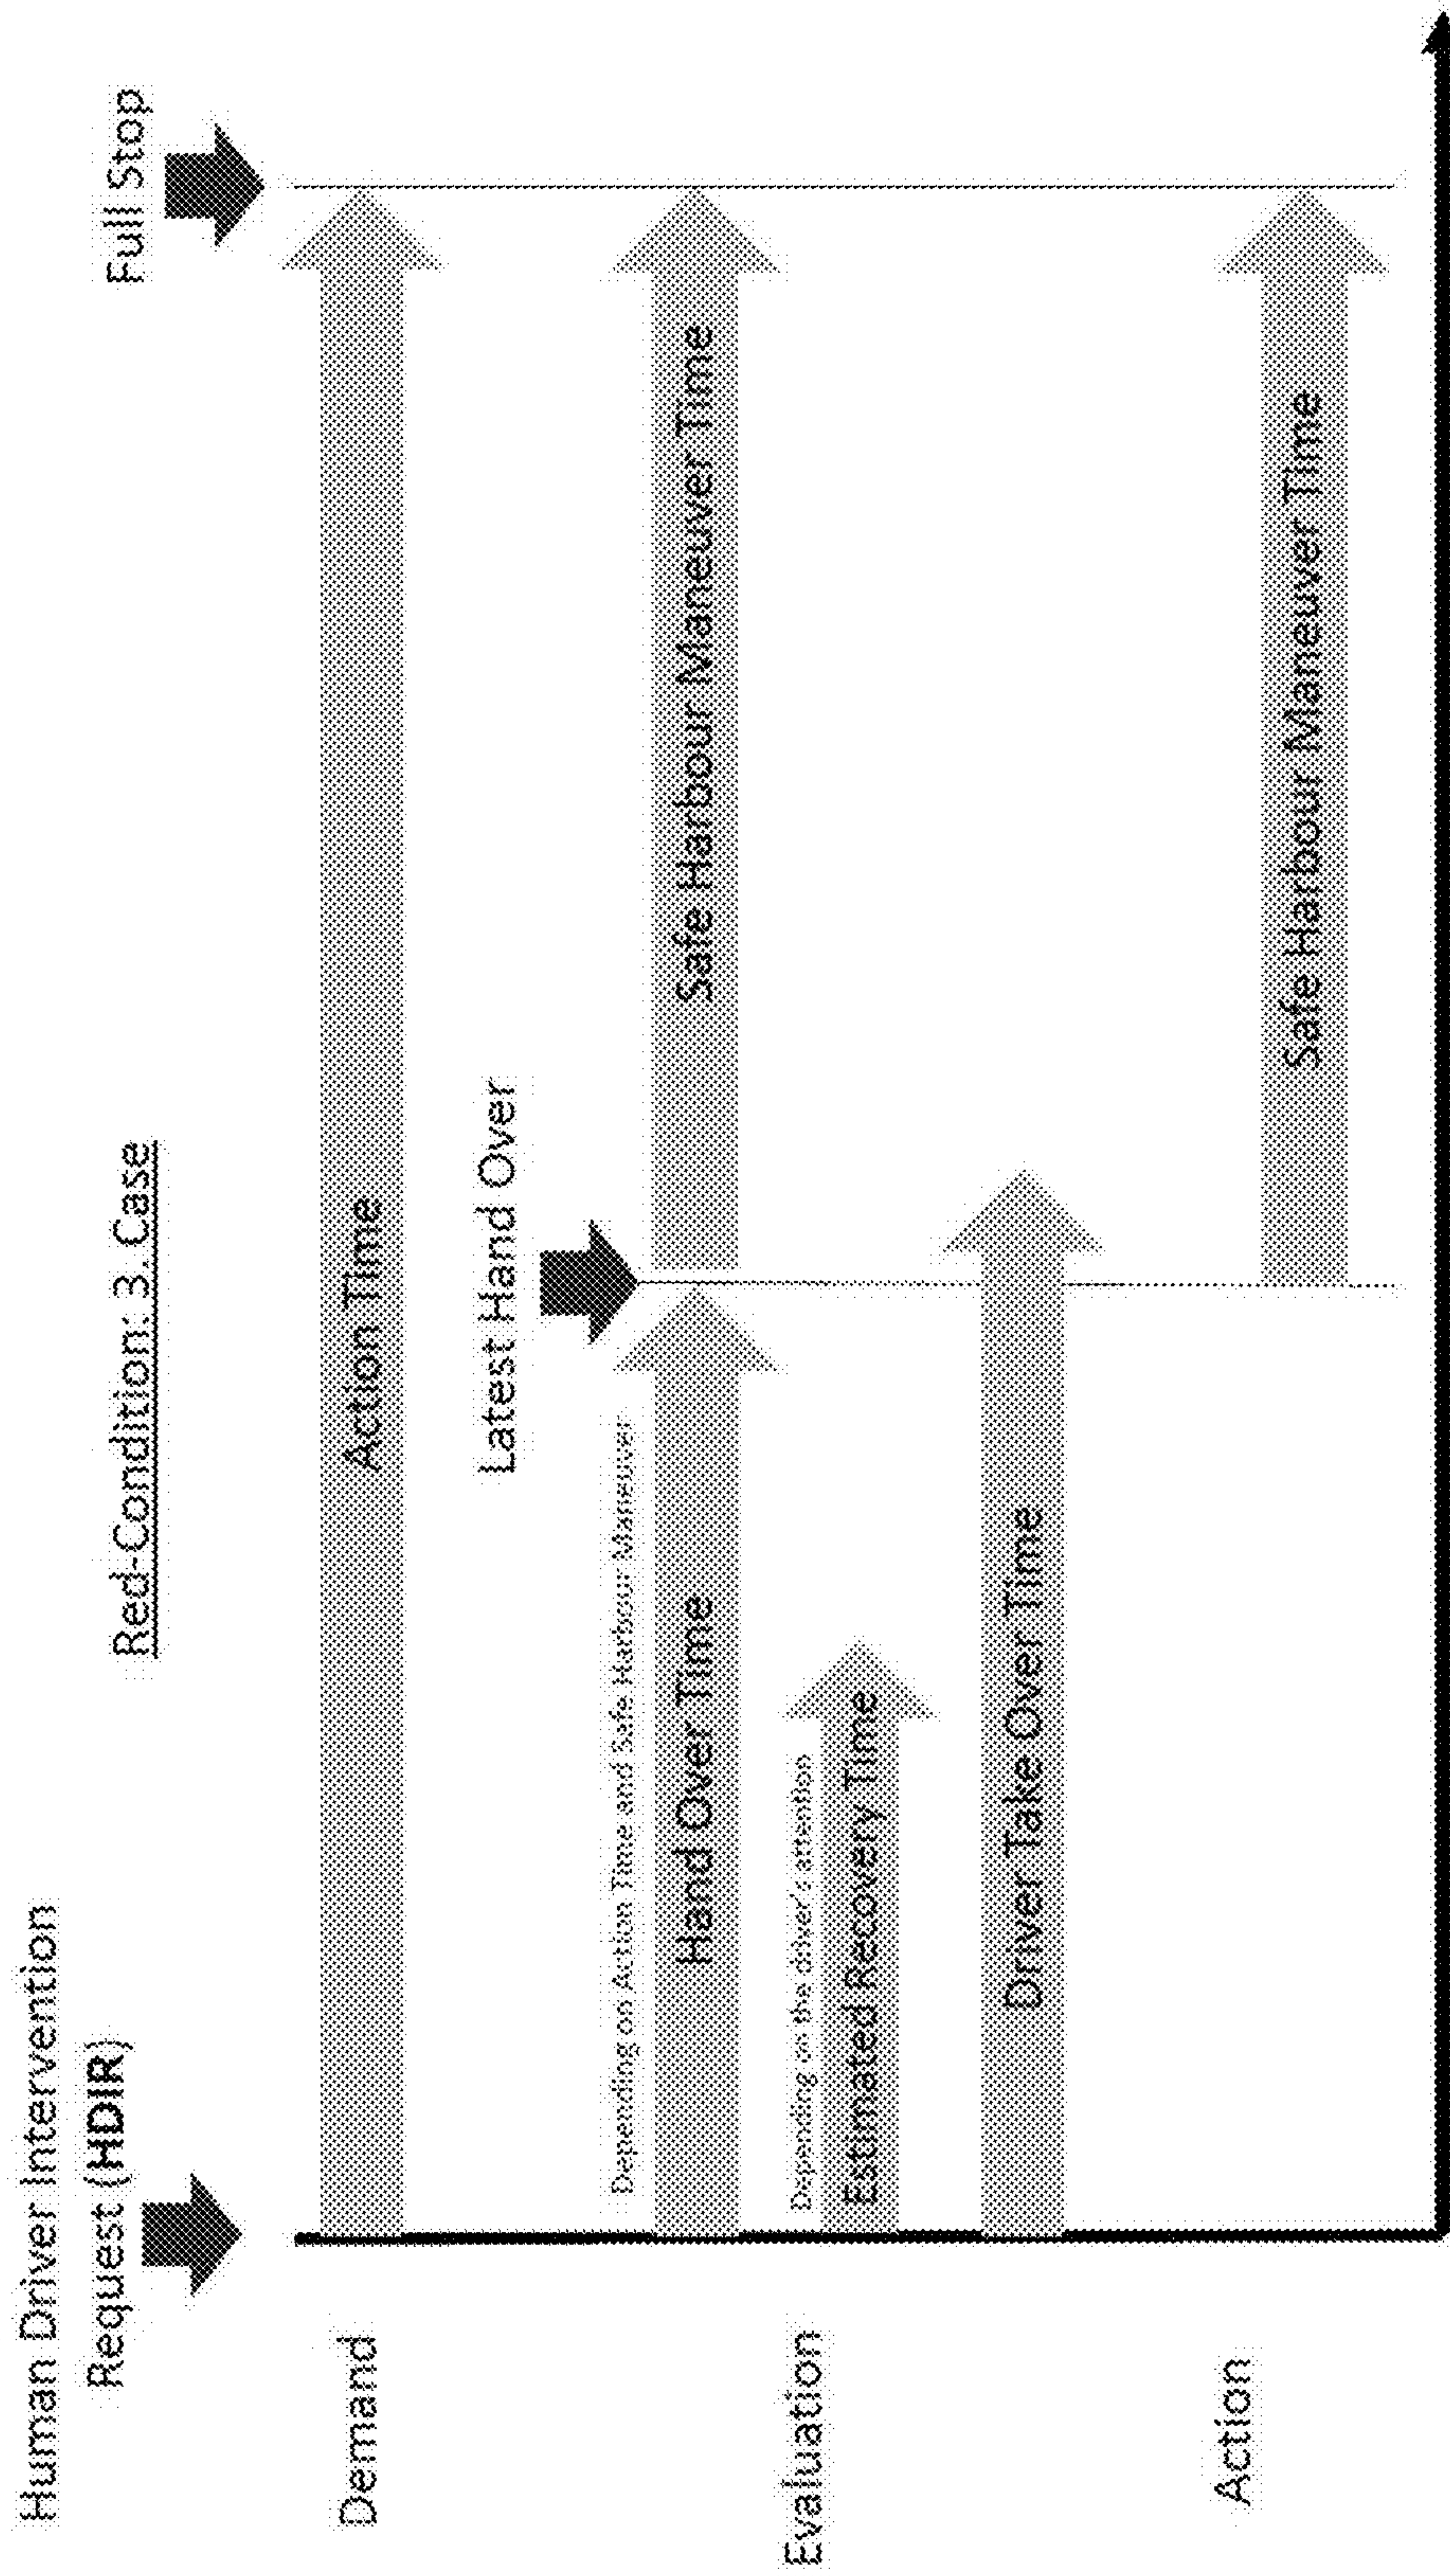 Human Driver Intervention
Request (HDIR)
Red-Condition: 3. Case
Full Stop
Demand
Action Time
Latest Hand Over
Depending on Action Time and Safe Harbour Maneuver
Hand Over Time
Safe Harbour Maneuver Time
Evaluation
Depending on the driver's attention
Estimated Recovery Time
Driver Take Over Time
Action
Safe Harbour Maneuver Time